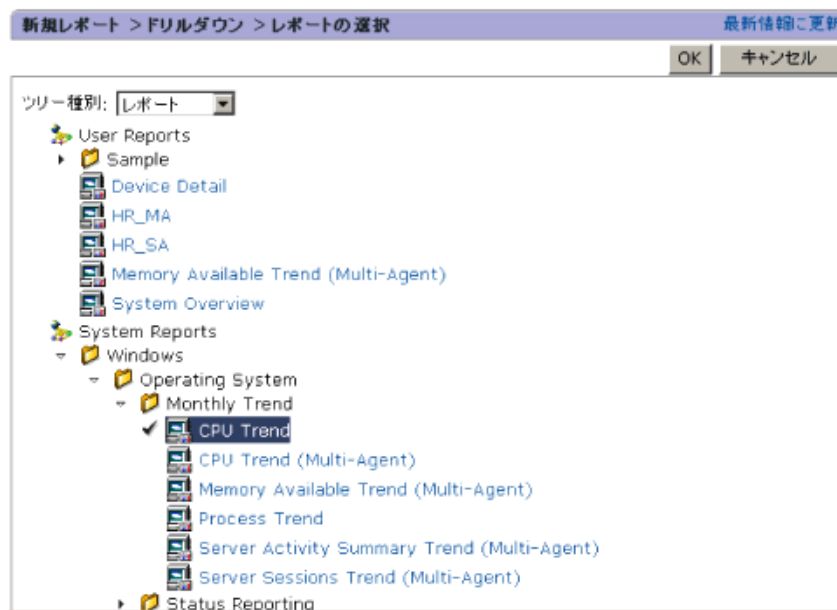 新規レポート >ドリルダウン >レポートの選択 最新情報に更新
OK キャンセル
ツリー種別: レポート
User Reports
Sample
Device Detail
HR_MA
HR_SA
Memory Available Trend (Multi-Agent)
System Overview
System Reports
Windows
Operating System
Monthly Trend
CPU Trend
CPU Trend (Multi-Agent)
Memory Available Trend (Multi-Agent)
Process Trend
Server Activity Summary Trend (Multi-Agent)
Server Sessions Trend (Multi-Agent)
Status Reporting